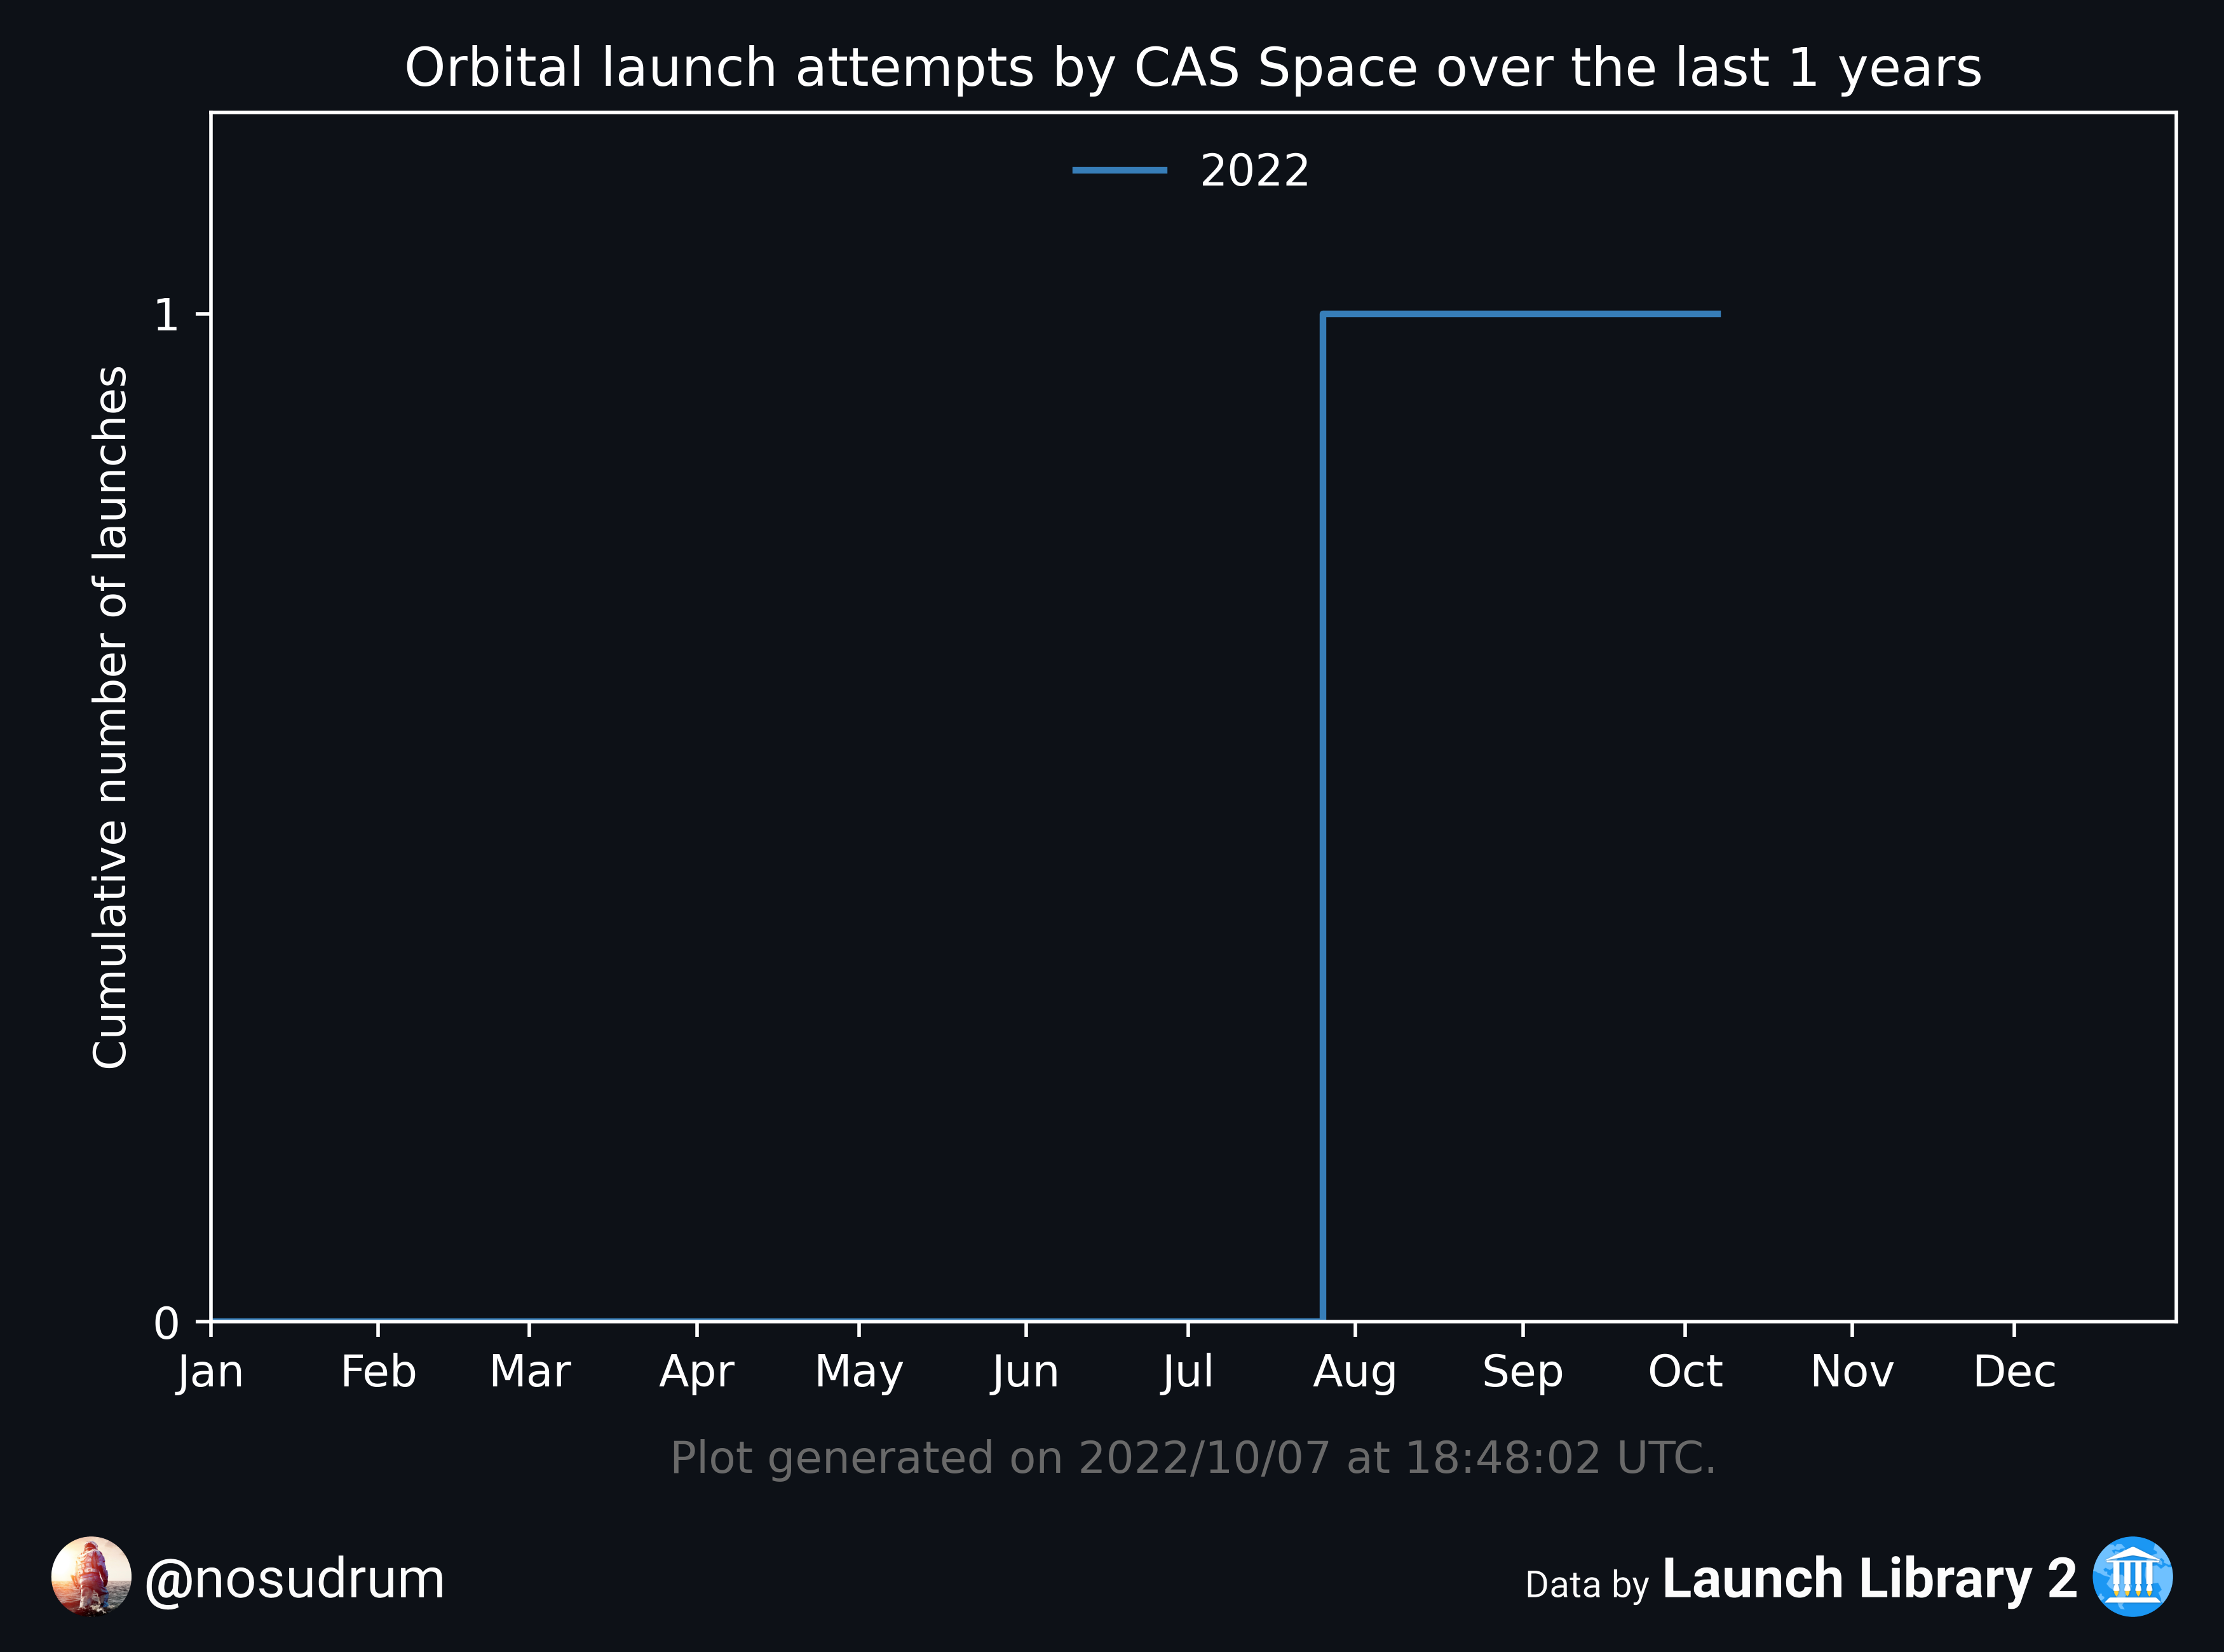 Orbital launch attempts by CAS Space over the last 1 years
2022
Cumulative number of launches
1
0
Jan Feb Mar Apr May Jun Jul Aug Sep Oct Nov Dec
Plot generated on 2022/10/07 at 18:48:02 UTC.
@nosudrum
Data by Launch Library 2